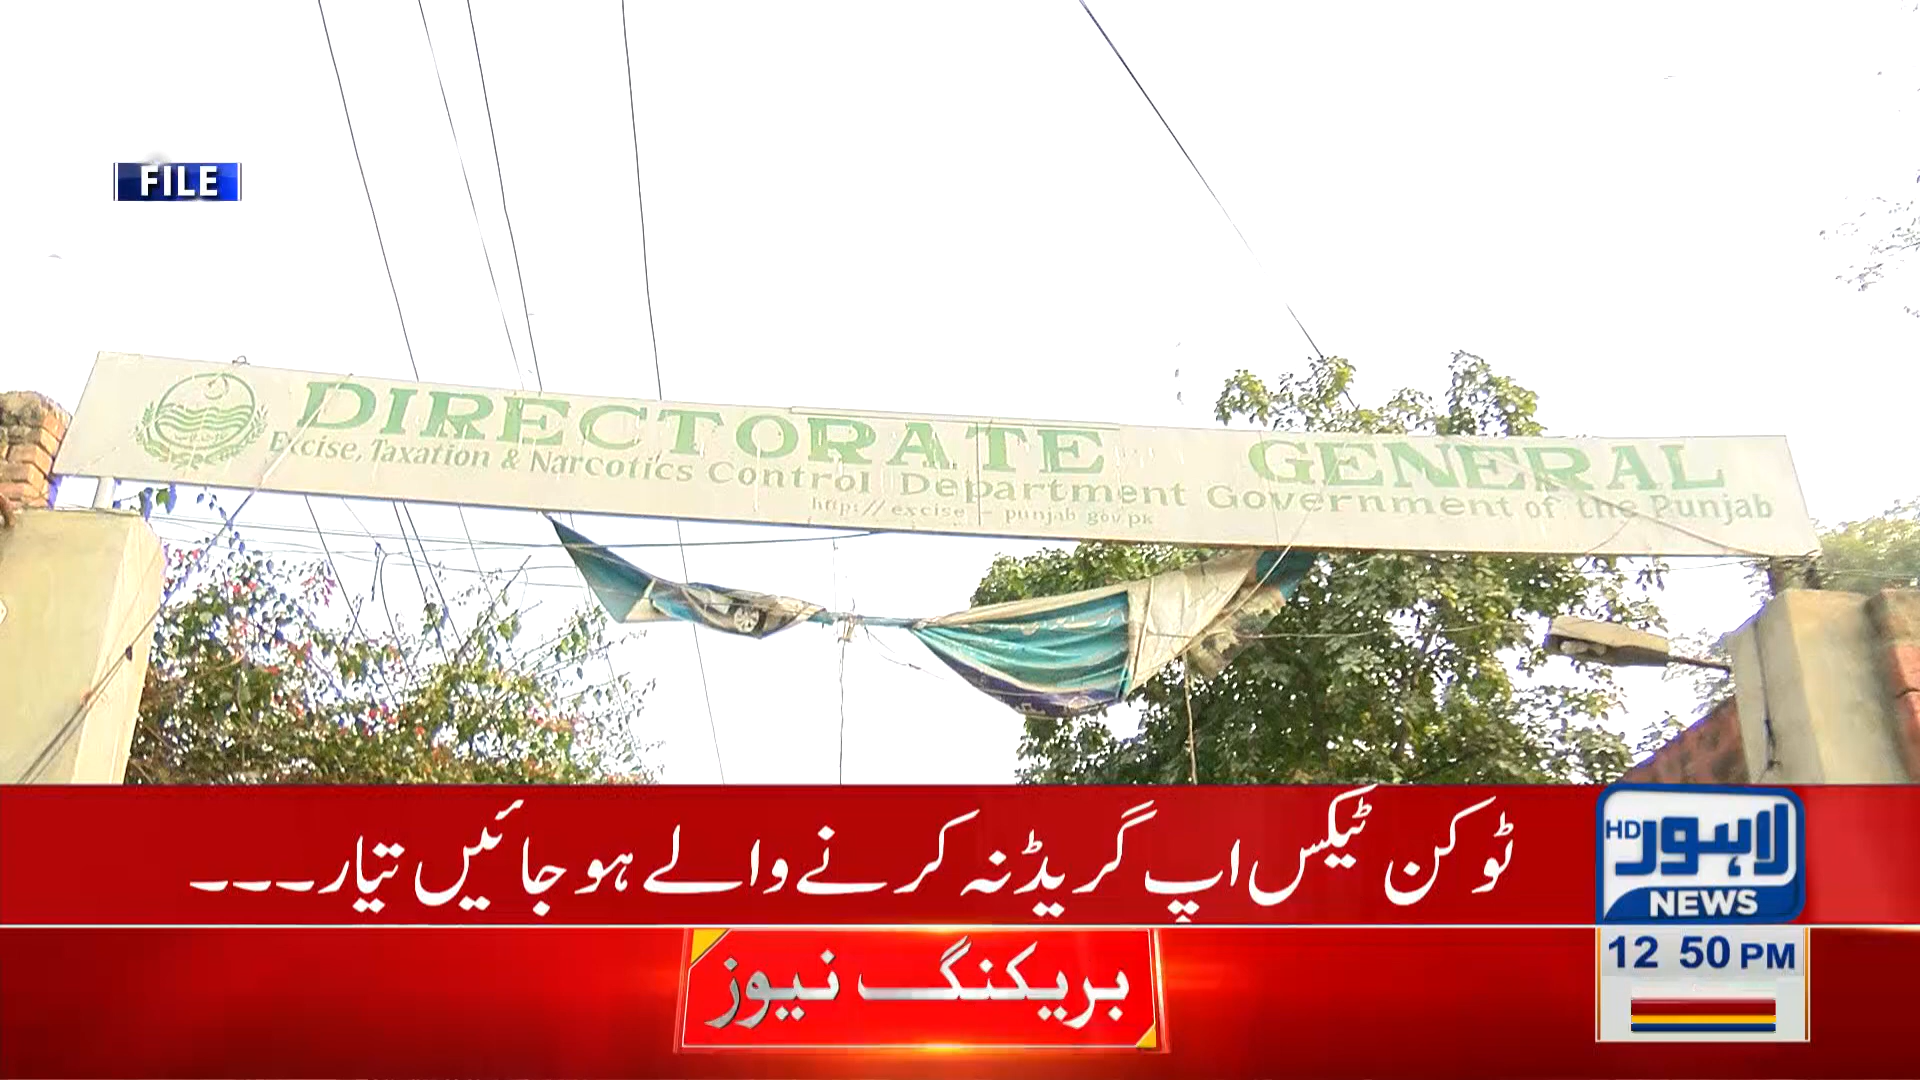 FILE
DIRECTORATE GENERAL
Excise, Taxation & Narcotics Control Department Government of the Punjab
http://excise-punjab.gov.pk
ٹوکن ٹیکس اپ گریڈ نہ کرنے والے ہو جائیں تیار۔۔۔
HD لاہور
NEWS
بریکنگ نیوز
12 50 PM